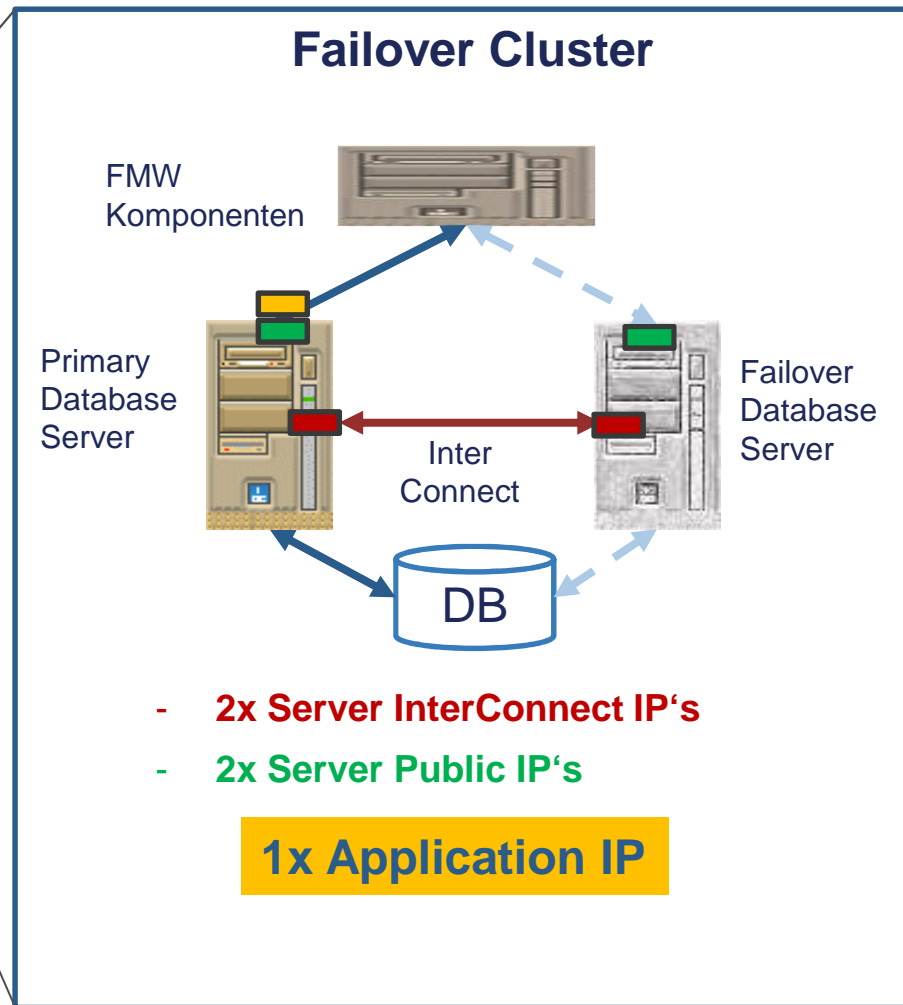 Failover Cluster
FMW
Komponenten
Primary
Database
Server
Failover
Database
Server
Inter
Connect
DB
- 2x Server InterConnect IP‘s
- 2x Server Public IP‘s
1x Application IP